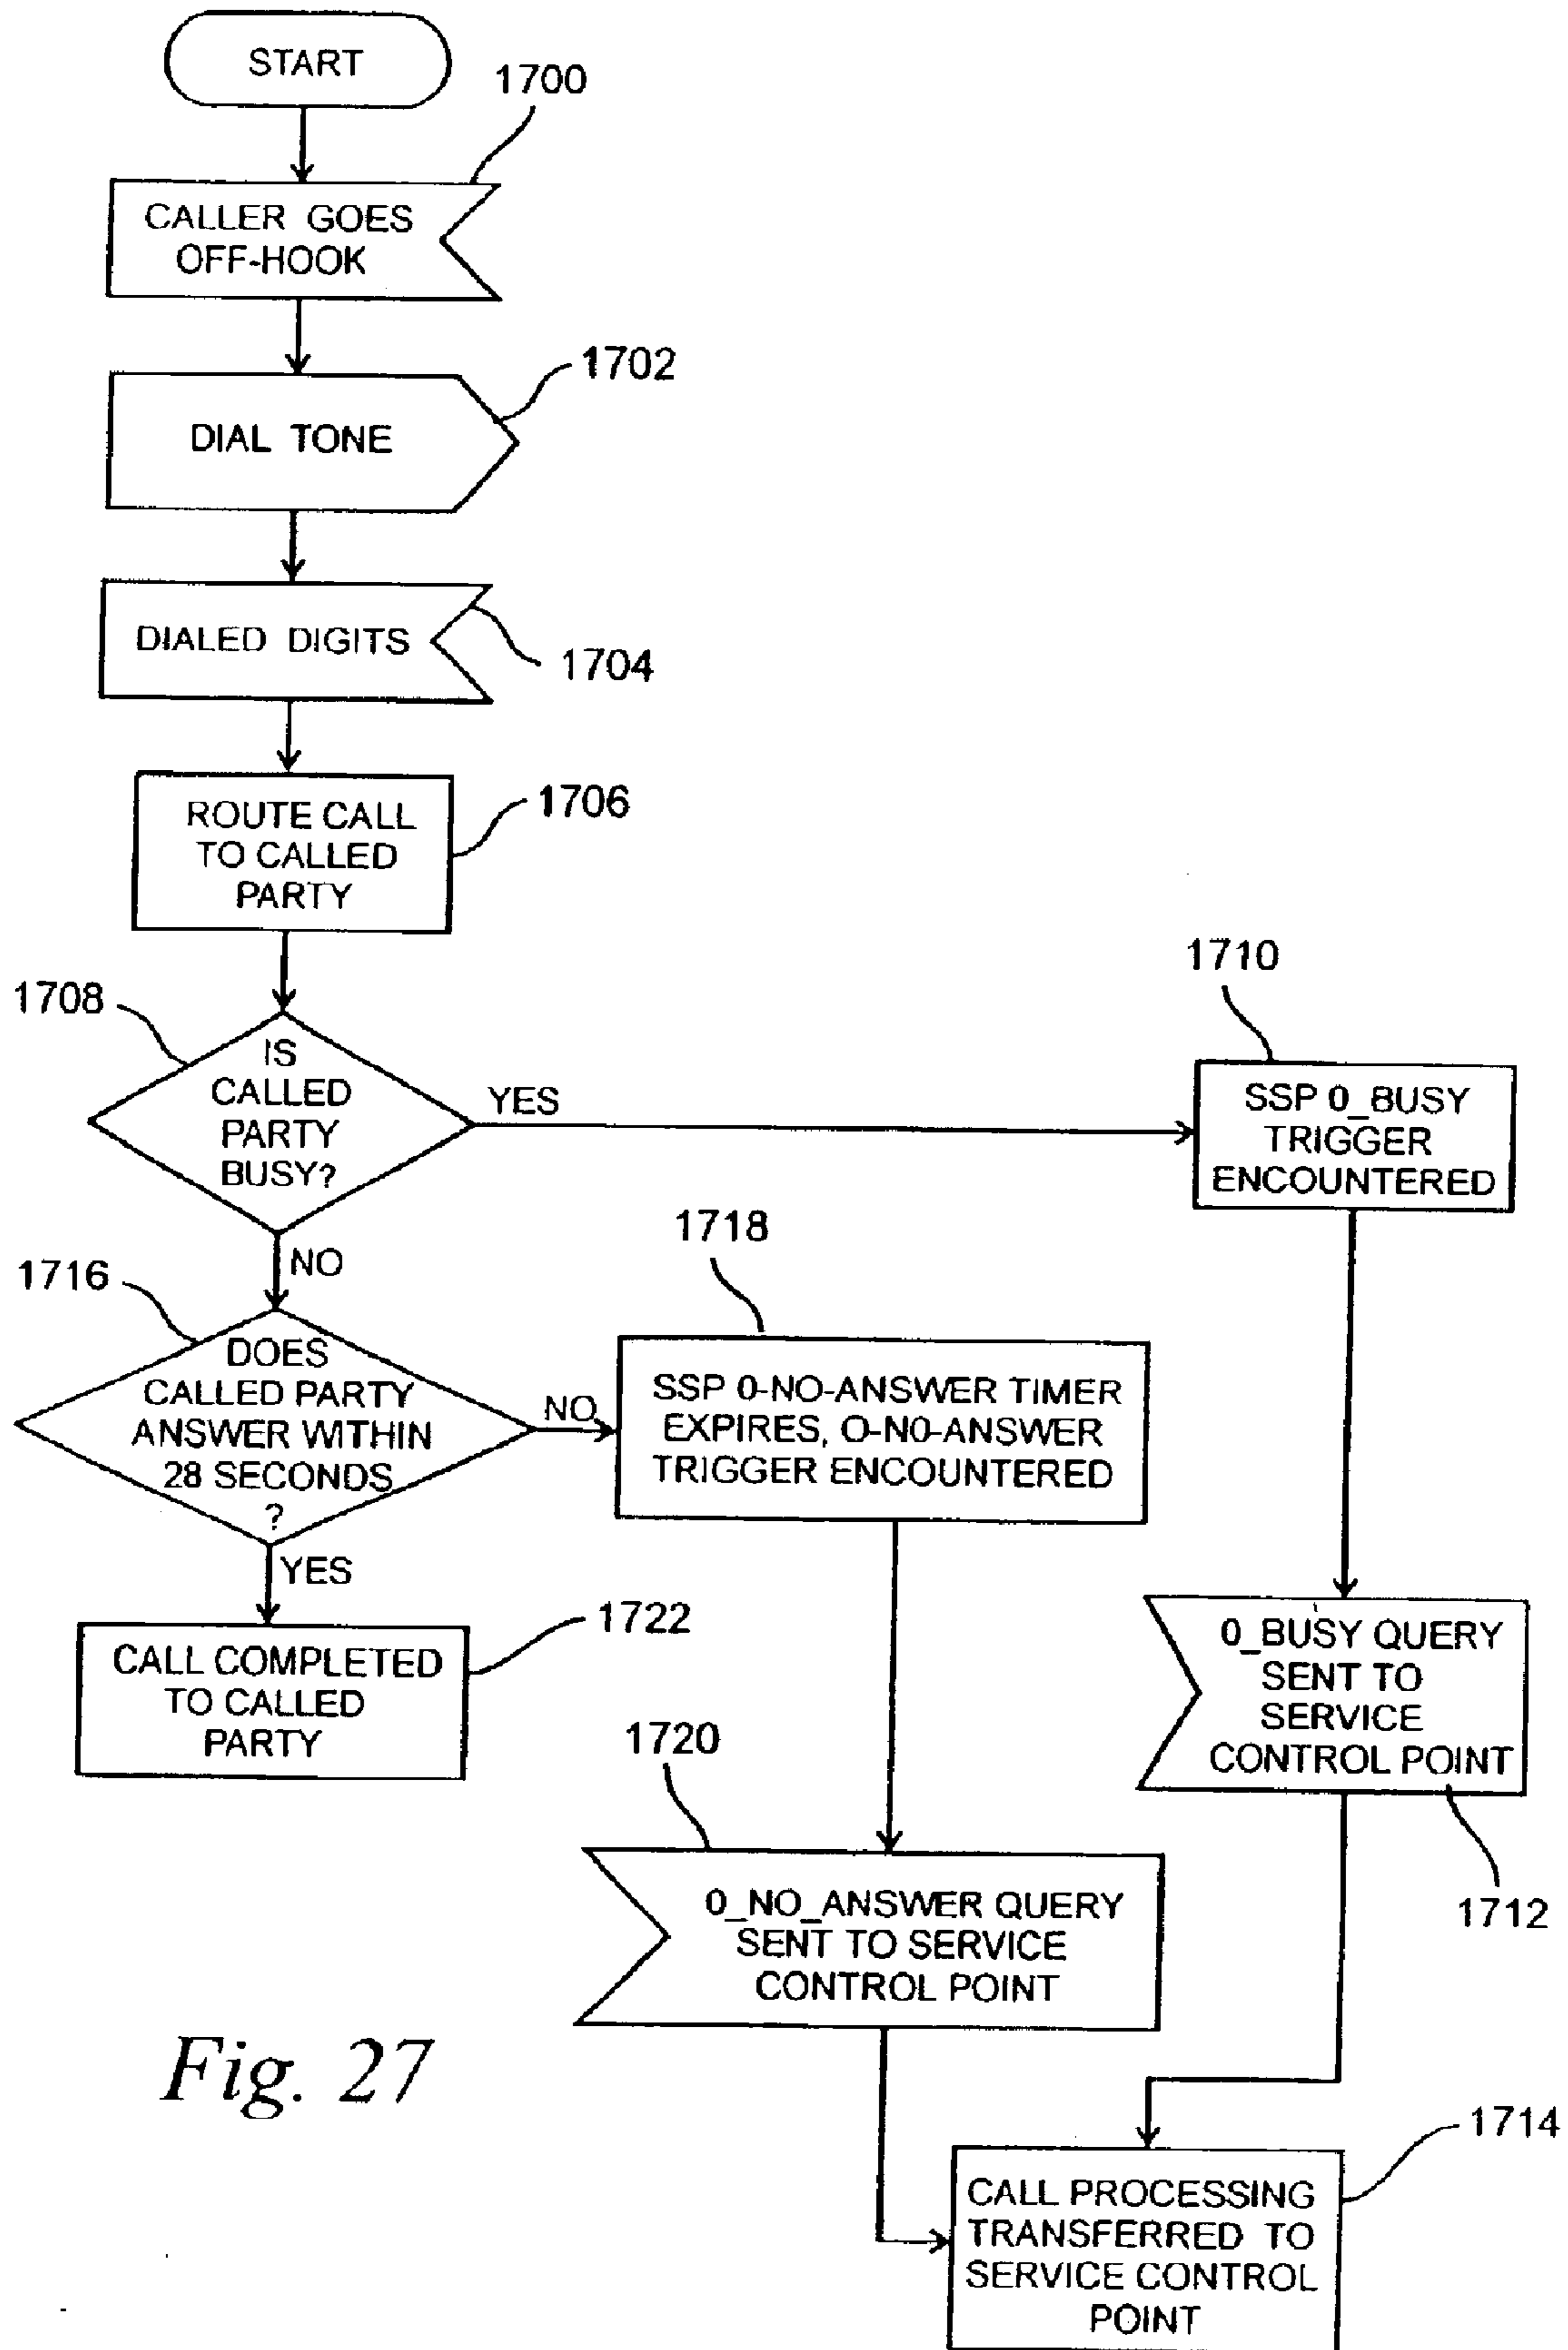 START
1700
CALLER GOES
OFF-HOOK
1702
DIAL TONE
DIALED DIGITS
1704
ROUTE CALL
TO CALLED
PARTY
1706
1708
IS
CALLED
PARTY
BUSY?
YES
1710
SSP 0_BUSY
TRIGGER
ENCOUNTERED
NO
1716
DOES
CALLED PARTY
ANSWER WITHIN
28 SECONDS
?
NO
1718
SSP 0-NO-ANSWER TIMER
EXPIRES, O-N0-ANSWER
TRIGGER ENCOUNTERED
YES
CALL COMPLETED
TO CALLED
PARTY
1722
0_BUSY QUERY
SENT TO
SERVICE
CONTROL POINT
1712
1720
0_NO_ANSWER QUERY
SENT TO SERVICE
CONTROL POINT
1714
CALL PROCESSING
TRANSFERRED TO
SERVICE CONTROL
POINT
Fig. 27